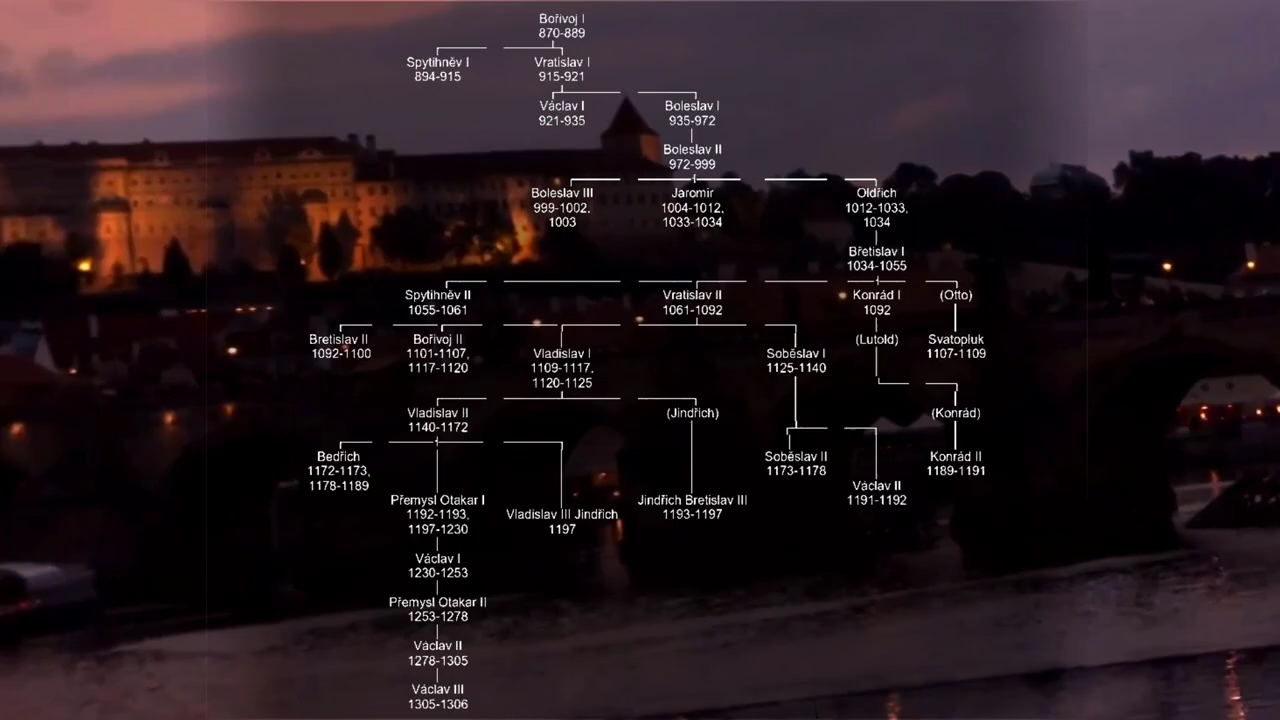 Bořivoj I
870-889
Spytihněv I
894-915
Vratislav I
915-921
Václav I
921-935
Boleslav I
935-972
Boleslav II
972-999
Boleslav III
999-1002,
1003
Jaromír
1004-1012,
1033-1034
Oldřich
1012-1033,
1034
Břetislav I
1034-1055
Spytihněv II
1055-1061
Vratislav II
1061-1092
Konrád I
1092
(Otto)
Bretislav II
1092-1100
Bořivoj II
1101-1107,
1117-1120
Vladislav I
1109-1117,
1120-1125
Soběslav I
1125-1140
(Lutold)
Svatopluk
1107-1109
Vladislav II
1140-1172
(Jindřich)
(Konrád)
Bedřich
1172-1173,
1178-1189
Soběslav II
1173-1178
Václav II
1191-1192
Konrád II
1189-1191
Přemysl Otakar I
1192-1193,
1197-1230
Vladislav III Jindřich
1197
Jindřich Bretislav III
1193-1197
Václav I
1230-1253
Přemysl Otakar II
1253-1278
Václav II
1278-1305
Václav III
1305-1306